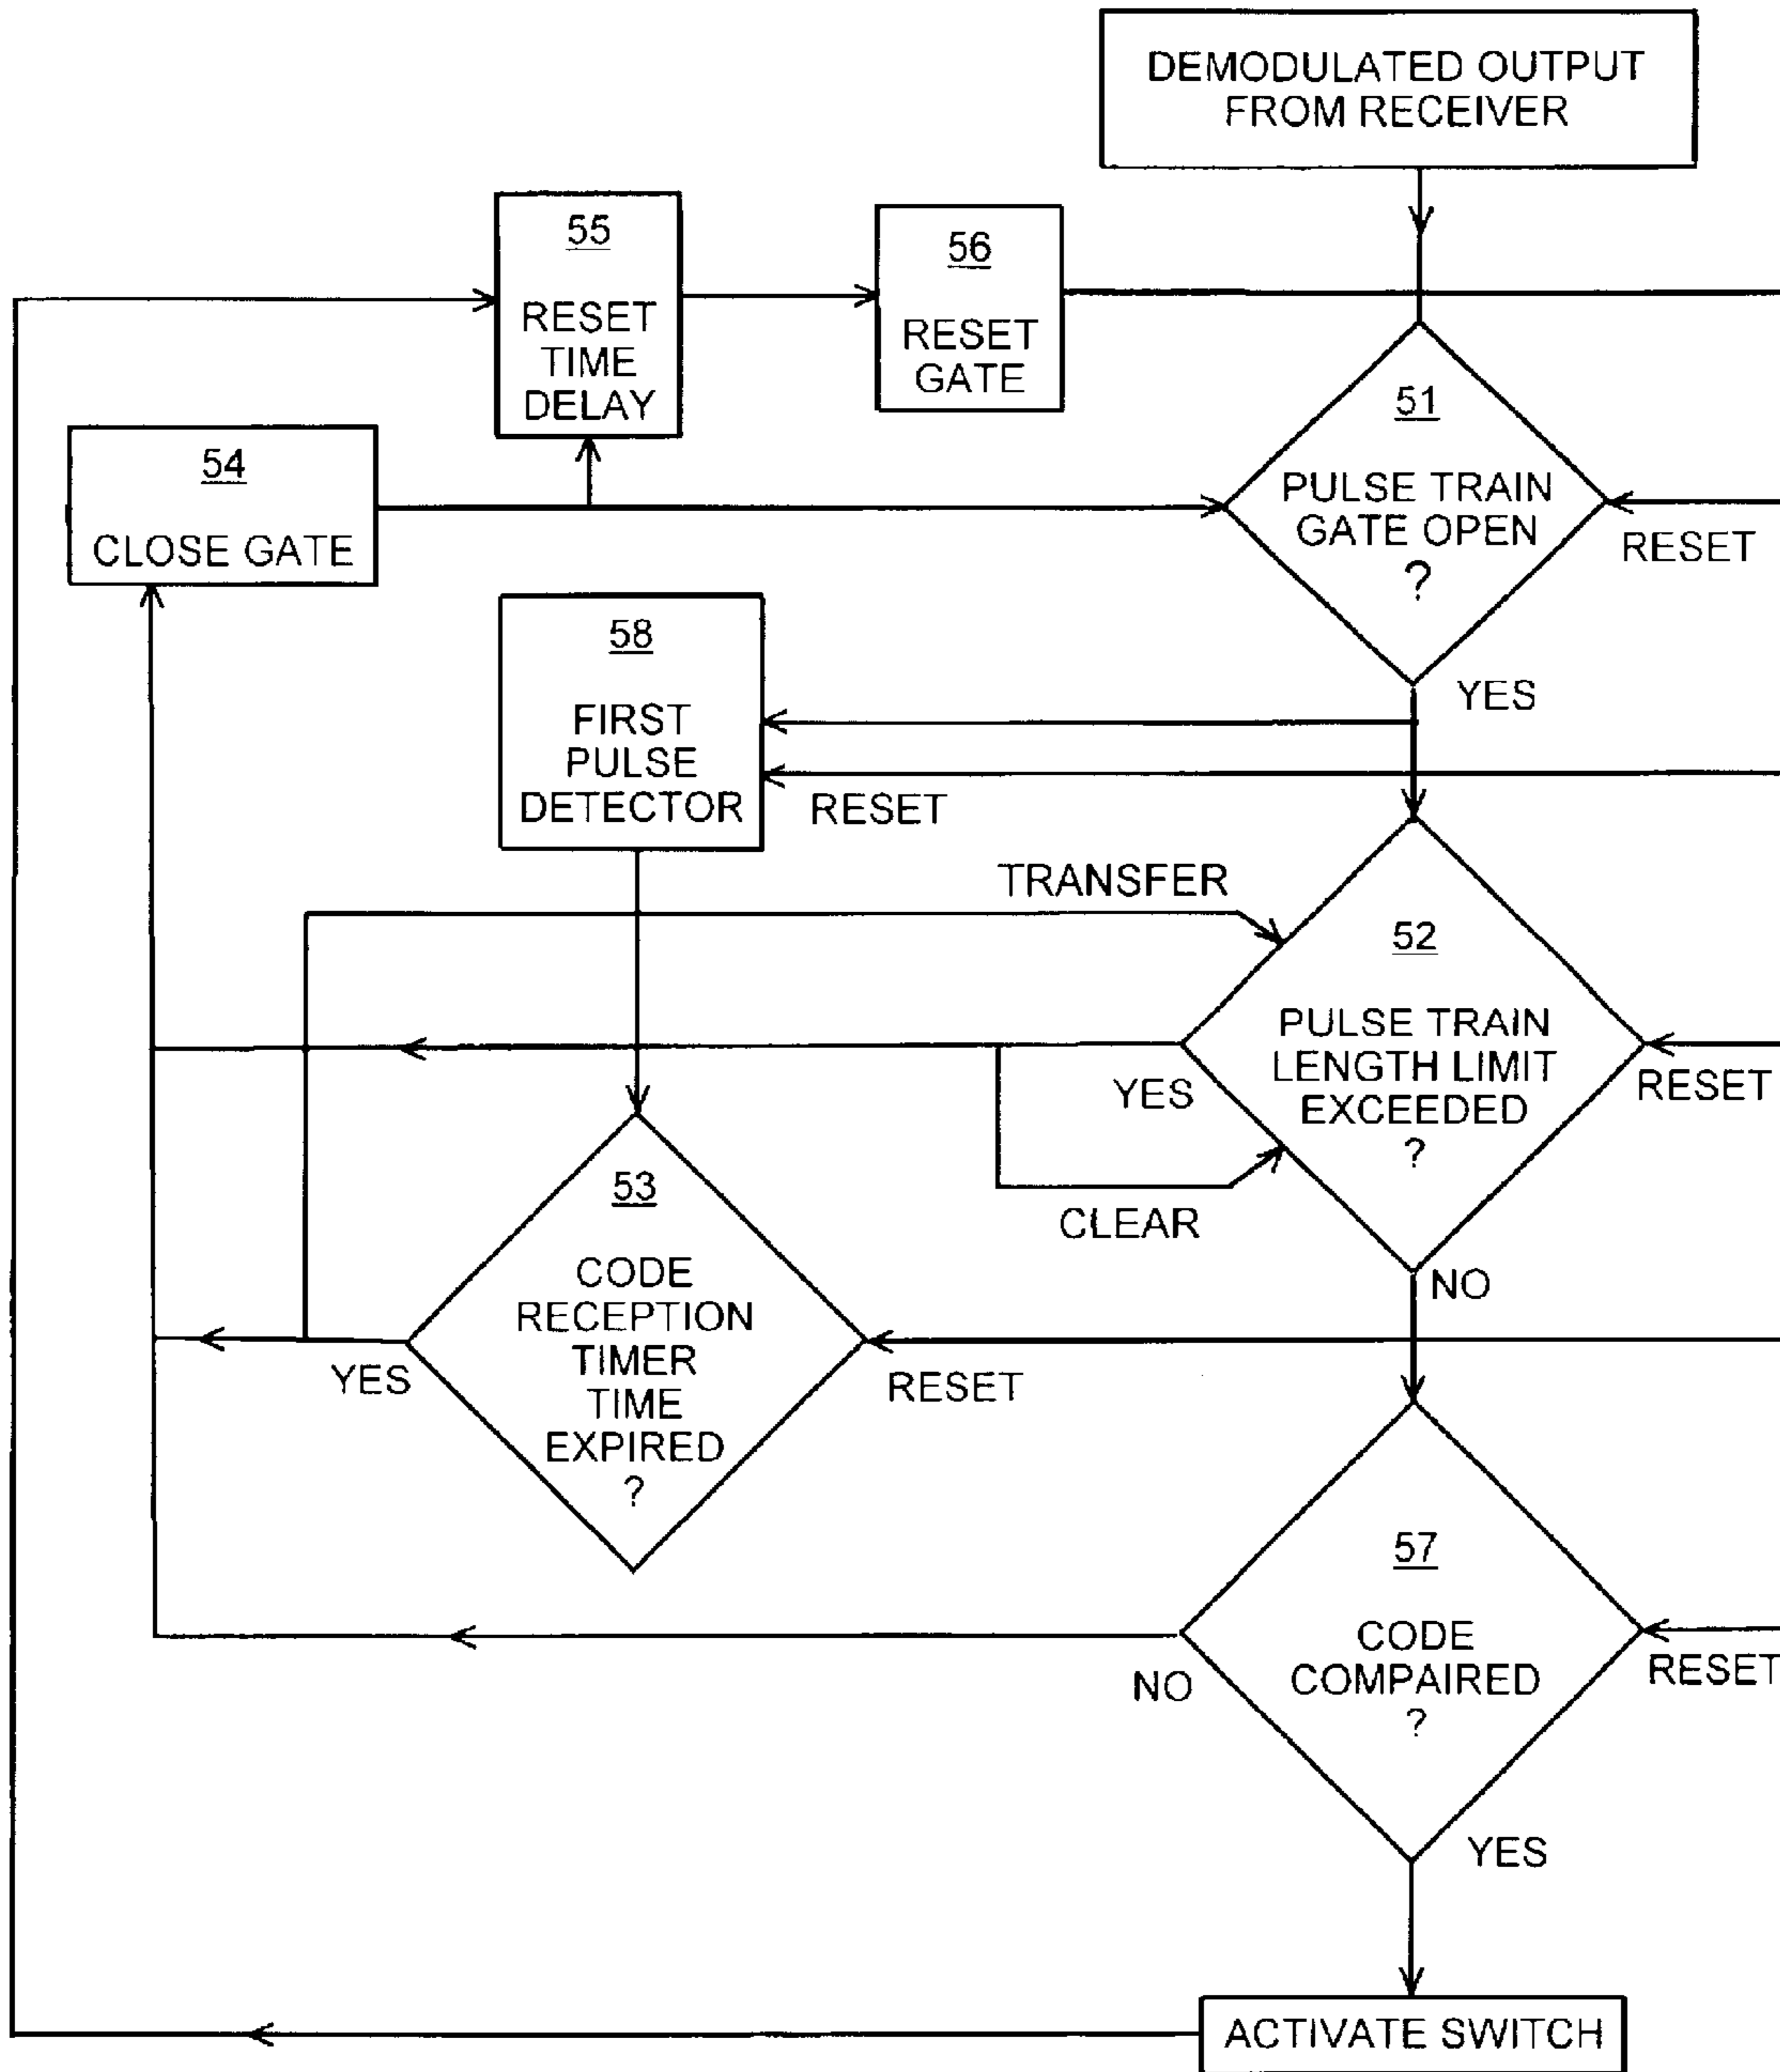 DEMODULATED OUTPUT
FROM RECEIVER
55
RESET
TIME
DELAY
56
RESET
GATE
51
PULSE TRAIN
GATE OPEN
?
RESET
YES
54
CLOSE GATE
58
FIRST
PULSE
DETECTOR
RESET
TRANSFER
52
PULSE TRAIN
LENGTH LIMIT
EXCEEDED
?
RESET
YES
CLEAR
NO
53
CODE
RECEPTION
TIMER
TIME
EXPIRED
?
YES
RESET
57
CODE
COMPAIRED
?
RESET
NO
YES
ACTIVATE SWITCH